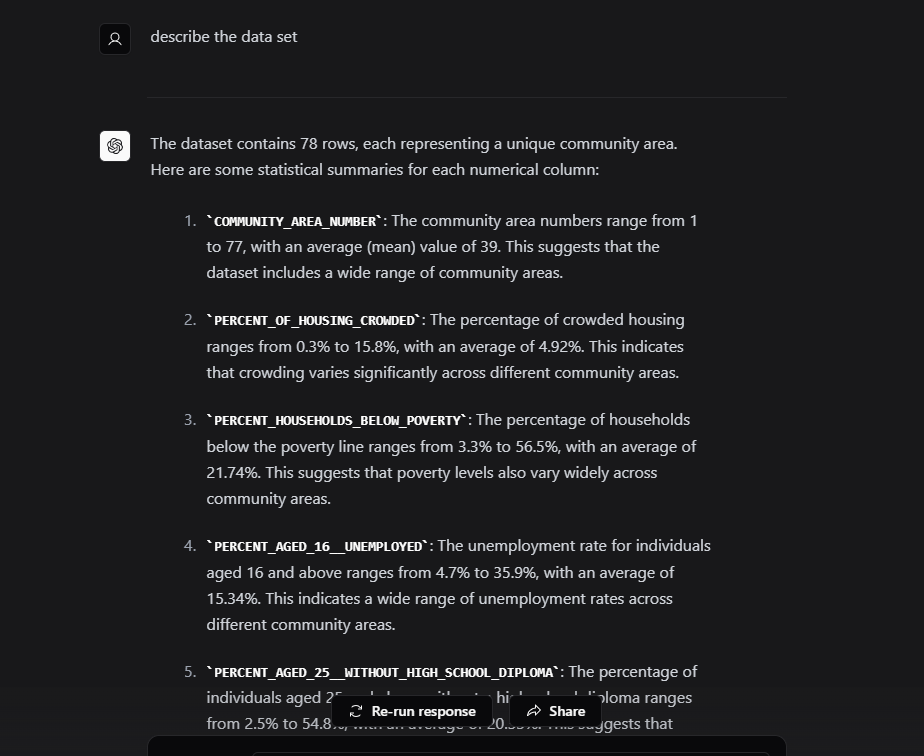 describe the data set
The dataset contains 78 rows, each representing a unique community area.
Here are some statistical summaries for each numerical column:
1. `COMMUNITY_AREA_NUMBER`: The community area numbers range from 1
to 77, with an average (mean) value of 39. This suggests that the
dataset includes a wide range of community areas.
2. `PERCENT_OF_HOUSING_CROWDED`: The percentage of crowded housing
ranges from 0.3% to 15.8%, with an average of 4.92%. This indicates
that crowding varies significantly across different community areas.
3. `PERCENT_HOUSEHOLDS_BELOW_POVERTY`: The percentage of households
below the poverty line ranges from 3.3% to 56.5%, with an average of
21.74%. This suggests that poverty levels also vary widely across
community areas.
4. `PERCENT_AGED_16__UNEMPLOYED`: The unemployment rate for individuals
aged 16 and above ranges from 4.7% to 35.9%, with an average of
15.34%. This indicates a wide range of unemployment rates across
different community areas.
5. `PERCENT_AGED_25__WITHOUT_HIGH_SCHOOL_DIPLOMA`: The percentage of
individuals aged diploma ranges
from 2.5% to 54.8%, with an average of suggests that
Re-run response
Share